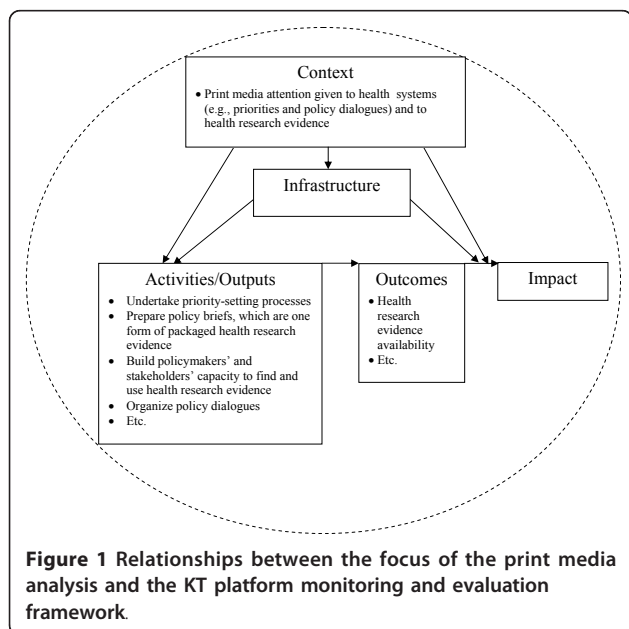 Context
• Print media attention given to health systems
(e.g., priorities and policy dialogues) and to
health research evidence
Infrastructure
Activities/Outputs
• Undertake priority-setting processes
• Prepare policy briefs, which are one
form of packaged health research
evidence
• Build policymakers' and
stakeholders' capacity to find and
use health research evidence
• Organize policy dialogues
• Etc.
Outcomes
• Health
research
evidence
availability
• Etc.
Impact
Figure 1 Relationships between the focus of the print media
analysis and the KT platform monitoring and evaluation
framework.